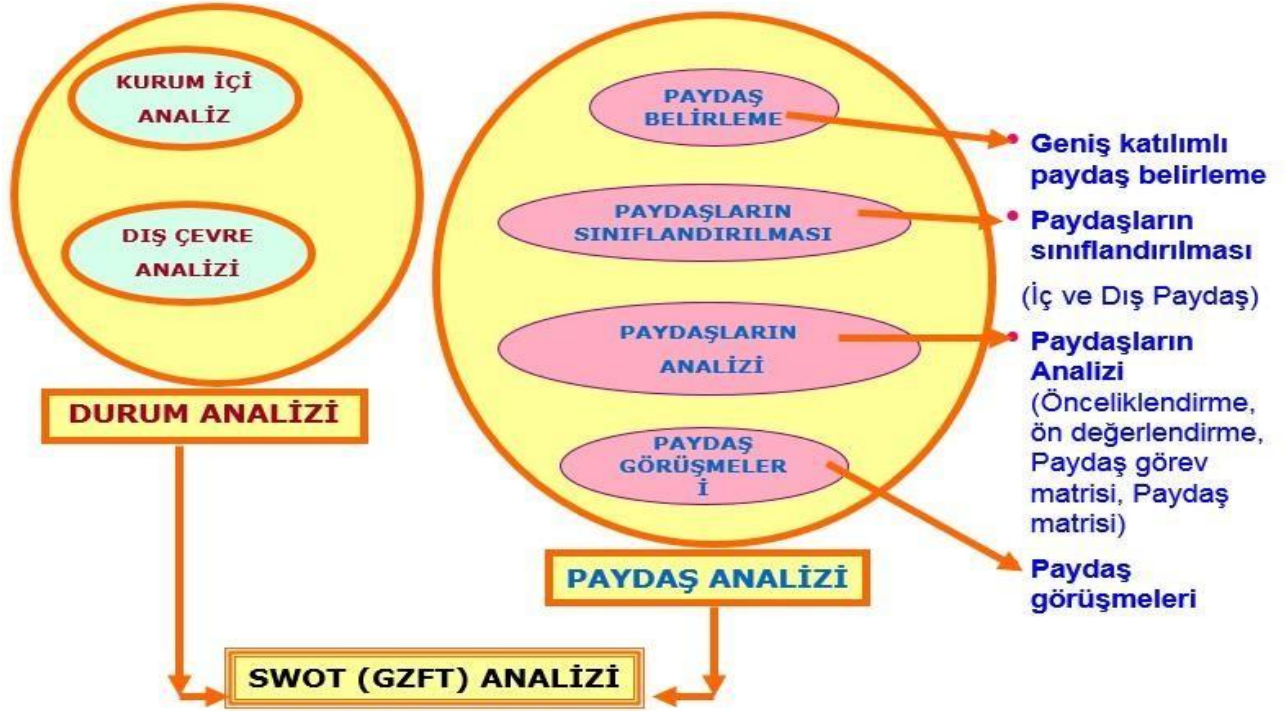 KURUM İÇİ
ANALİZ
DIŞ ÇEVRE
ANALİZİ
DURUM ANALİZİ
PAYDAŞ
BELİRLEME
PAYDAŞLARIN
SINIFLANDIRILMASI
PAYDAŞLARIN
ANALİZİ
PAYDAŞ
GÖRÜŞMELER
İ
PAYDAŞ ANALİZİ
• Geniş katılımlı
paydaş belirleme
• Paydaşların
sınıflandırılması
(İç ve Dış Paydaş)
• Paydaşların
Analizi
(Önceliklendirme,
ön değerlendirme,
Paydaş görev
matrisi, Paydaş
matrisi)
Paydaş
görüşmeleri
SWOT (GZFT) ANALİZİ